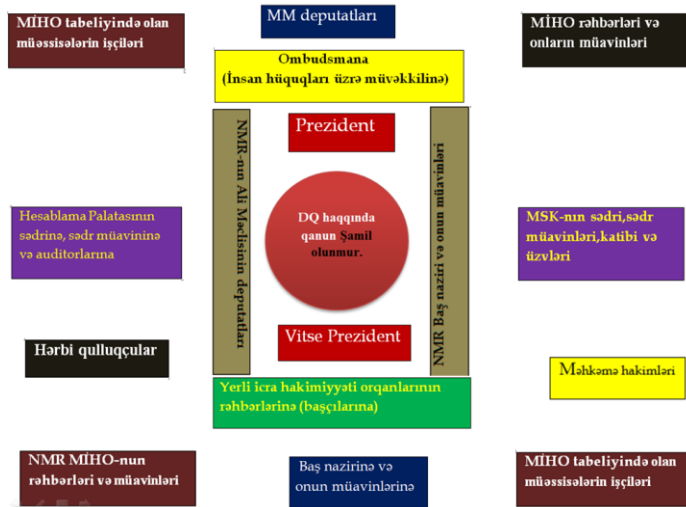 MİHO tabeliyində olan
müəssisələrin işçiləri
MM deputatları
MİHO rəhbərləri və
onların müavinləri
Ombudsmana
(İnsan hüquqları üzrə müvəkkilinə)
NMR-nın Ali Məclisinin deputatları
Prezident
NMR Baş naziri və onun müavinləri
Hesablama Palatasının
sədrinə, sədr müavininə
və auditorlarına
DQ haqqında
qanun Şamil
olunmur.
MSK-nın sədri,sədr
müavinləri,katibi və
üzvləri
Vitse Prezident
Hərbi qulluqçular
Məhkəmə hakimləri
Yerli icra hakimiyyəti orqanlarının
rəhbərlərinə (başçılarına)
NMR MİHO-nun
rəhbərləri və müavinləri
Baş nazirinə və
onun müavinlərinə
MİHO tabeliyində olan
müəssisələrin işçiləri